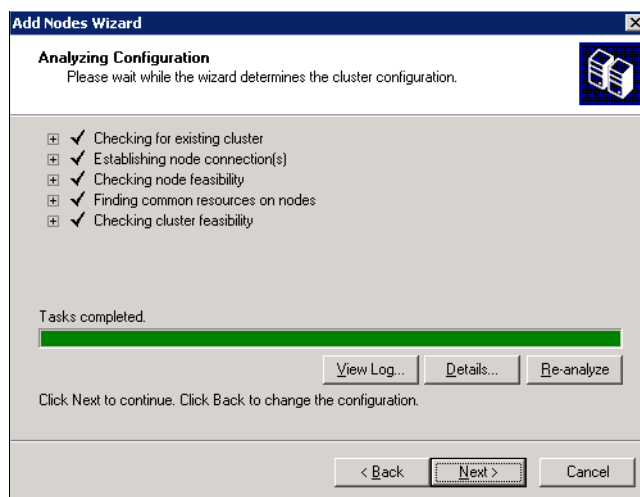 Add Nodes Wizard
Analyzing Configuration
Please wait while the wizard determines the cluster configuration.
Checking for existing cluster
Establishing node connection(s)
Checking node feasibility
Finding common resources on nodes
Checking cluster feasibility
Tasks completed.
View Log... Details... Re-analyze
Click Next to continue. Click Back to change the configuration.
< Back Next > Cancel